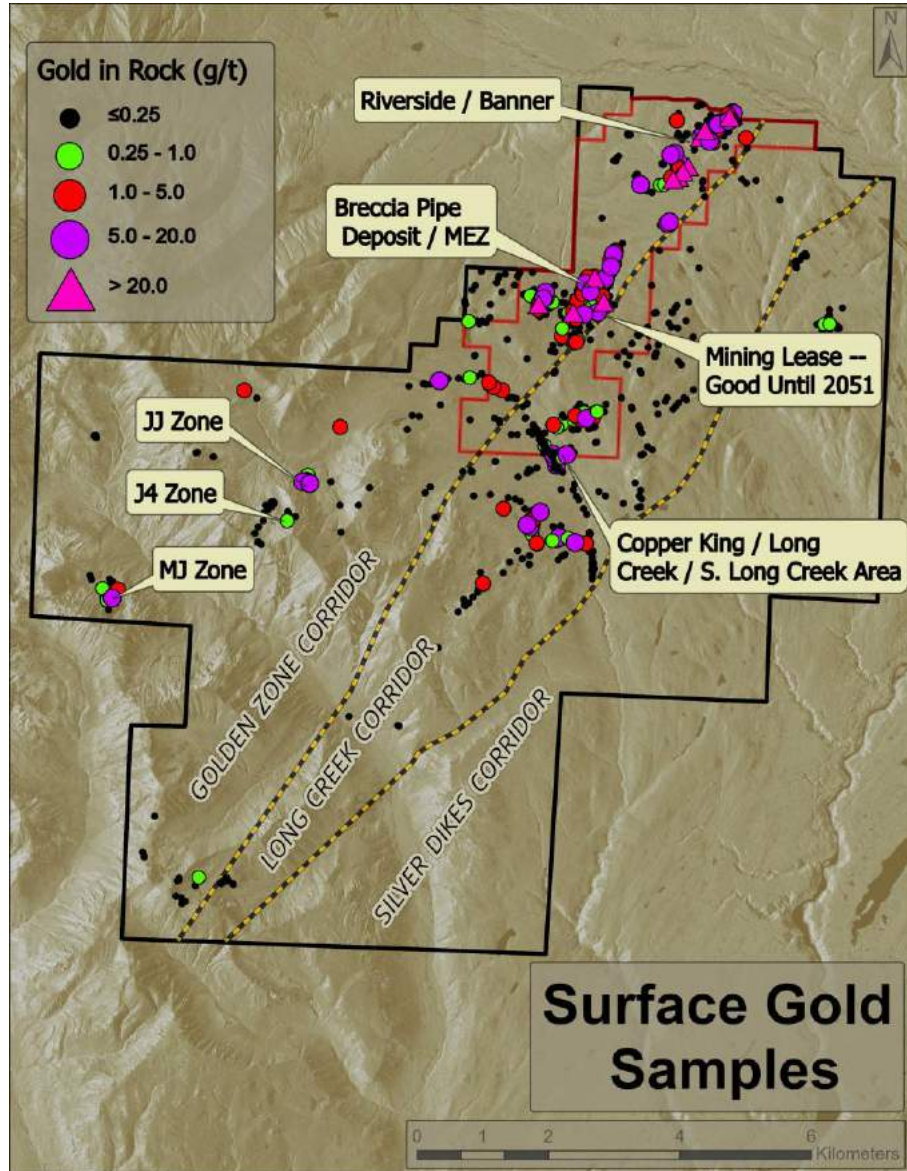 N
Gold in Rock (g/t)
≤0.25
0.25 - 1.0
1.0 - 5.0
5.0 - 20.0
> 20.0
Riverside / Banner
Breccia Pipe
Deposit / MEZ
Mining Lease --
Good Until 2051
JJ Zone
J4 Zone
MJ Zone
Copper King / Long
Creek / S. Long Creek Area
GOLDEN ZONE CORRIDOR
LONG CREEK CORRIDOR
SILVER DIKES CORRIDOR
Surface Gold
Samples
0 1 2 4 6
Kilometers